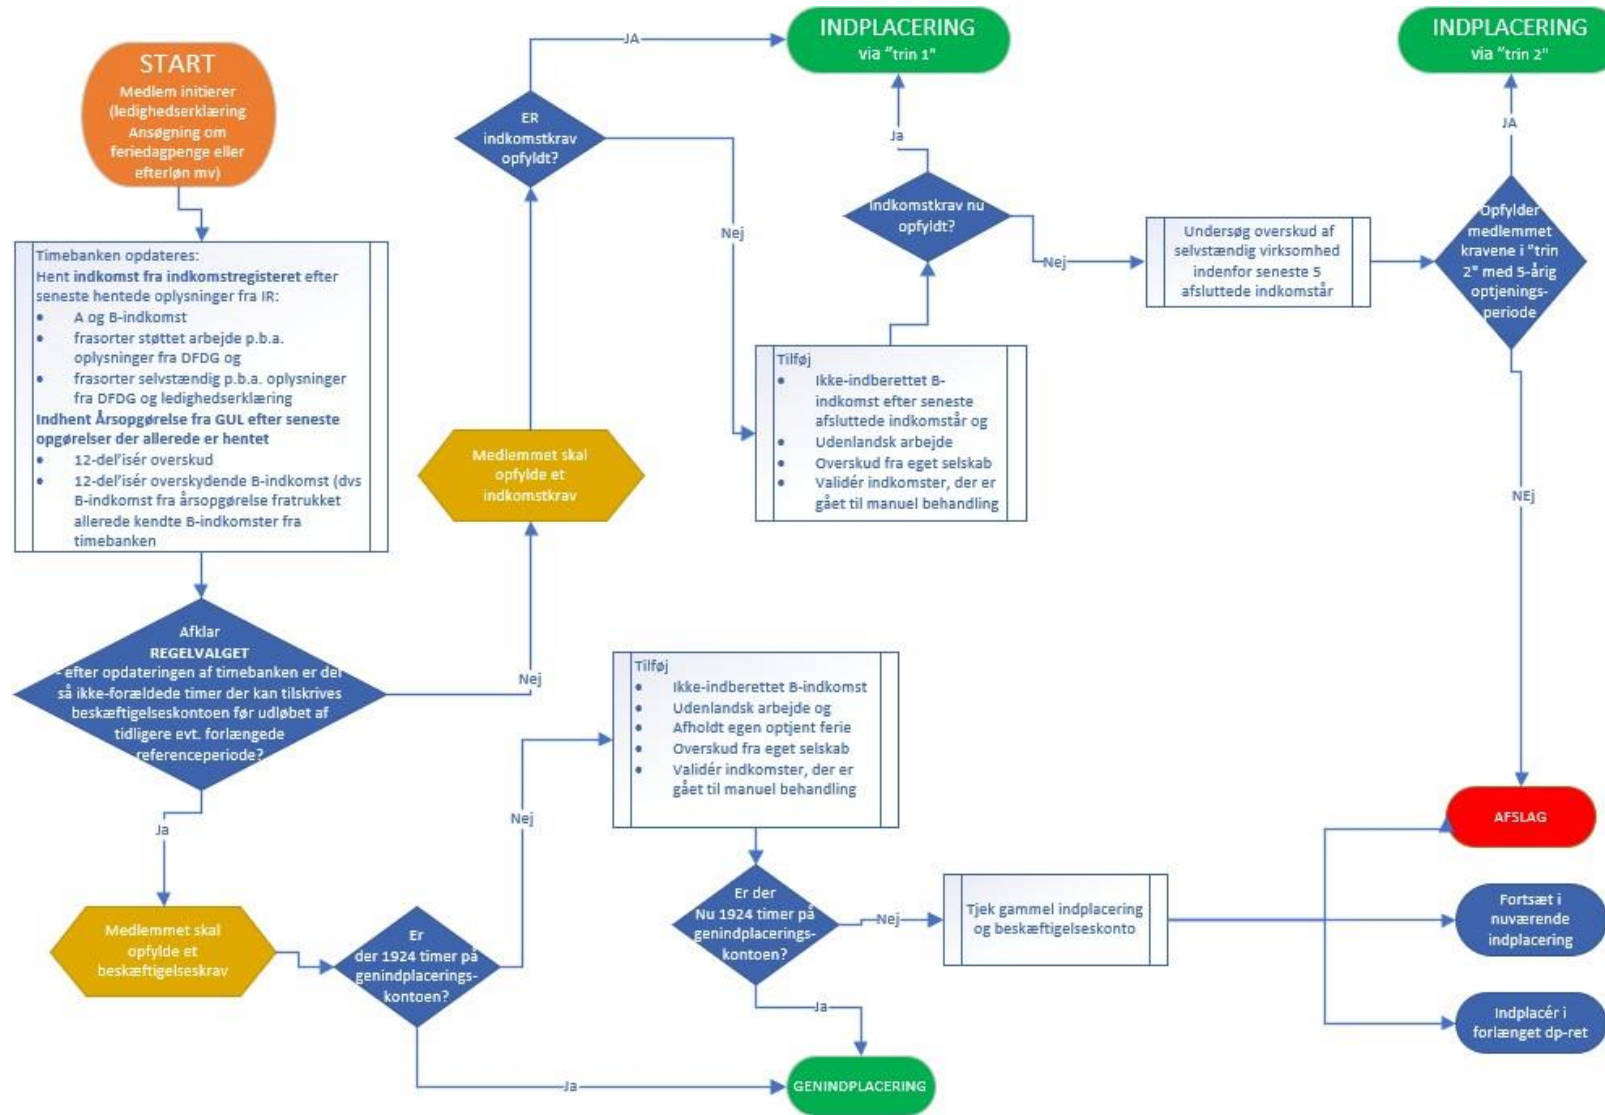 START
Medlem initierer
(ledighedserklæring
Ansøgning om
feriedagpenge eller
efterløn mv)
Timebanken opdateres:
Hent indkomst fra indkomstregisteret efter
seneste hentede oplysninger fra IR:
• A og B-indkomst
• frasorter støttet arbejde p.b.a.
oplysninger fra DFDG og
• frasorter selvstændig p.b.a. oplysninger
fra DFDG og ledighedserklæring
Indhent Årsopgørelse fra GUL efter seneste
opgørelser der allerede er hentet
• 12-del'isér overskud
• 12-del'isér overskydende B-indkomst (dvs
B-indkomst fra årsopgørelse fratrukket
allerede kendte B-indkomster fra
timebanken
Afklar
REGELVALGET
- efter opdateringen af timebanken er der
så ikke-forældede timer der kan tilskrives
beskæftigelseskontoen før udløbet af
tidligere evt. forlængede
referenceperiode?
Nej
Ja
Medlemmet skal
opfylde et
indkomstkrav
ER
indkomstkrav
opfyldt?
JA
Nej
INDPLACERING
via "trin 1"
Tilføj
• Ikke-indberettet B-
indkomst efter seneste
afsluttede indkomstår og
• Udenlandsk arbejde
• Overskud fra eget selskab
• Validér indkomster, der er
gået til manuel behandling
Indkomstkrav nu
opfyldt?
Ja
Nej
Undersøg overskud af
selvstændig virksomhed
indenfor seneste 5
afsluttede indkomstår
Opfylder
medlemmet
kravene i "trin
2" med 5-årig
optjenings-
periode
JA
INDPLACERING
via "trin 2"
NEj
AFSLAG
Medlemmet skal
opfylde et
beskæftigelseskrav
Er
der 1924 timer på
genindplacerings-
kontoen?
Nej
Ja
Tilføj
• Ikke-indberettet B-indkomst
• Udenlandsk arbejde og
• Afholdt egen optjent ferie
• Overskud fra eget selskab
• Validér indkomster, der er
gået til manuel behandling
Er der
Nu 1924 timer på
genindplacerings-
kontoen?
Nej
Ja
GENINDPLACERING
Tjek gammel indplacering
og beskæftigelseskonto
Fortsæt i
nuværende
indplacering
Indplacér i
forlænget dp-ret